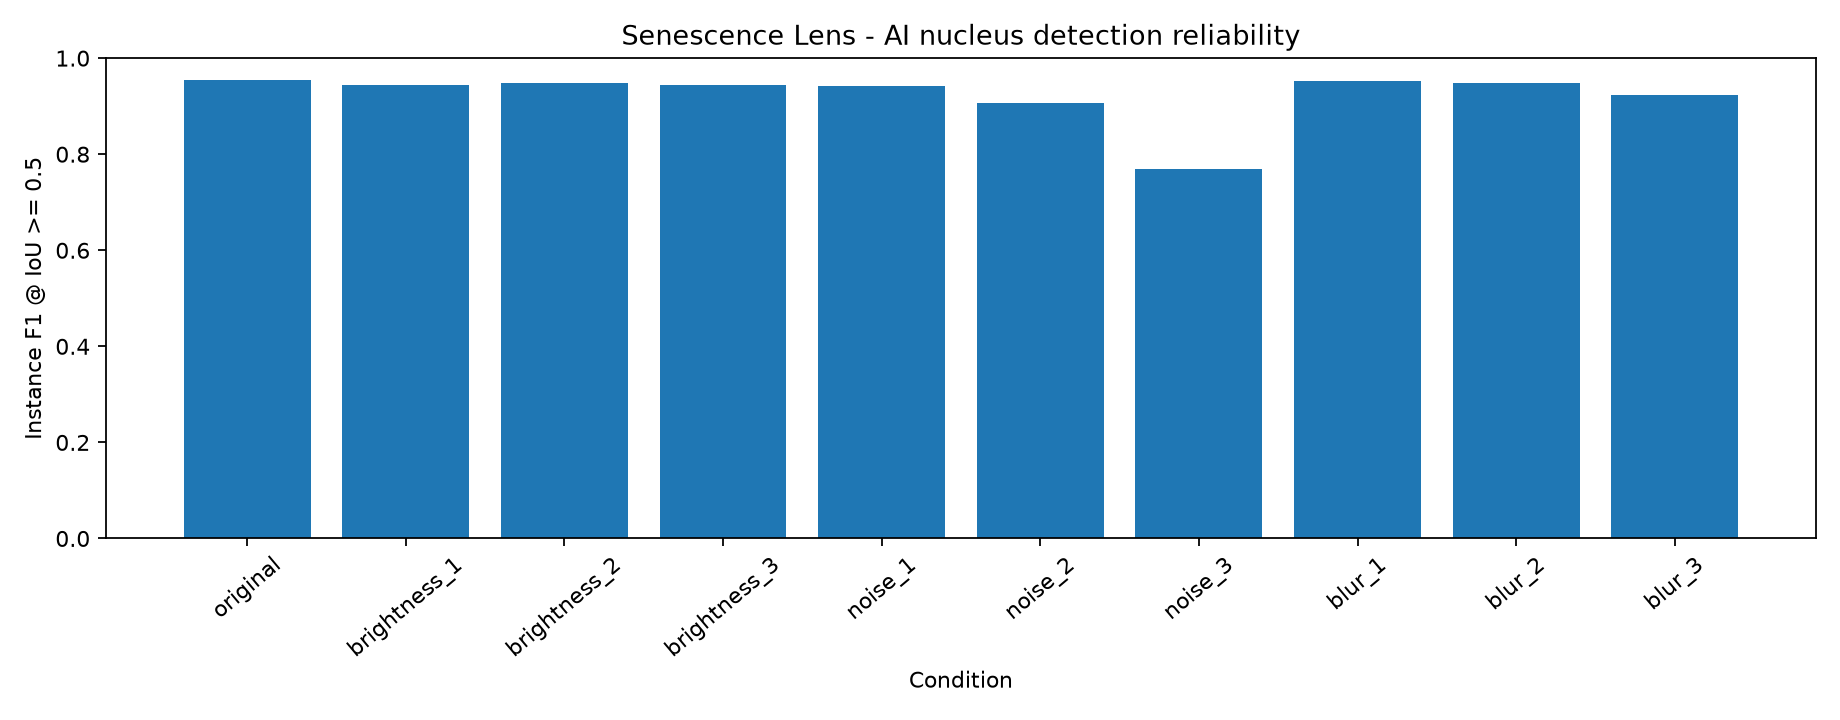 Senescence Lens - AI nucleus detection reliability
Instance F1 @ IoU >= 0.5
1.0
0.8
0.6
0.4
0.2
0.0
original
brightness_1
brightness_2
brightness_3
noise_1
noise_2
noise_3
blur_1
blur_2
blur_3
Condition